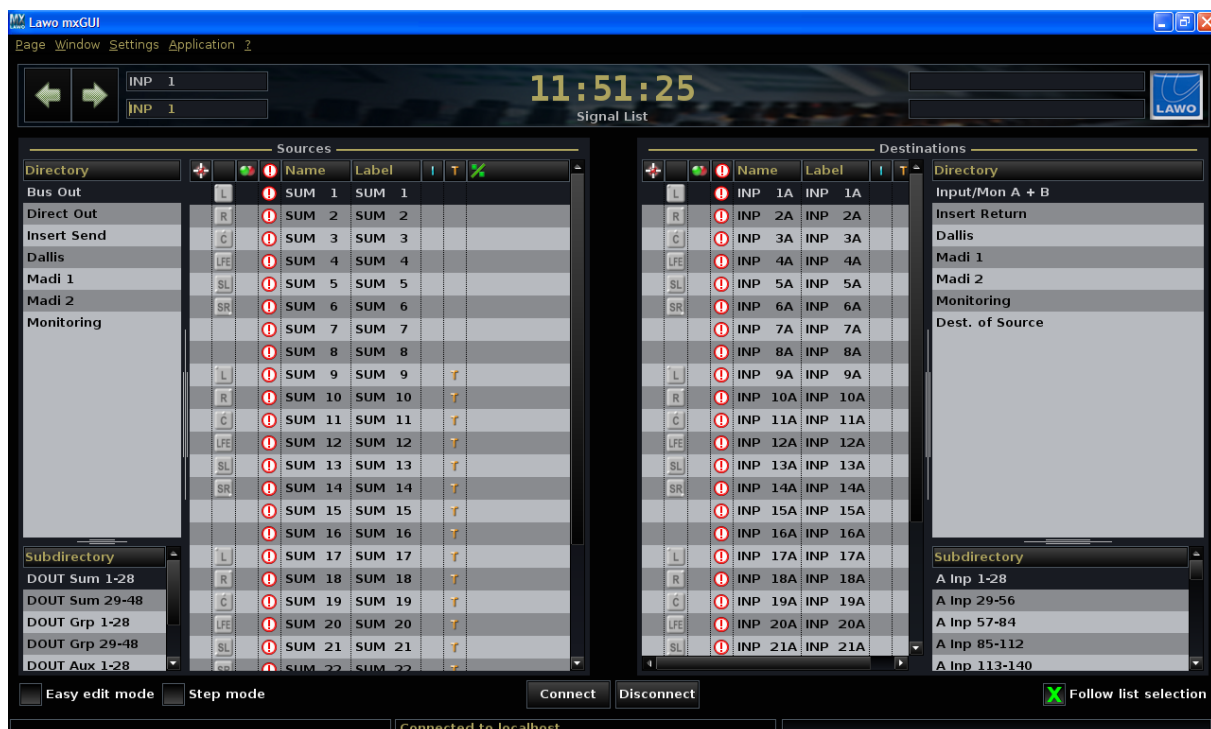 Lawo mxGUI
Page Window Settings Application ?
INP 1
INP 1
11:51:25
Signal List
LAWO
Sources
Directory
Bus Out
Direct Out
Insert Send
Dallis
Madi 1
Madi 2
Monitoring
Subdirectory
DOUT Sum 1-28
DOUT Sum 29-48
DOUT Grp 1-28
DOUT Grp 29-48
DOUT Aux 1-28
Name Label I T
L SUM 1 SUM 1
R SUM 2 SUM 2
C SUM 3 SUM 3
LFE SUM 4 SUM 4
SL SUM 5 SUM 5
SR SUM 6 SUM 6
SUM 7 SUM 7
SUM 8 SUM 8
L SUM 9 SUM 9 T
R SUM 10 SUM 10 T
C SUM 11 SUM 11 T
LFE SUM 12 SUM 12 T
SL SUM 13 SUM 13 T
SR SUM 14 SUM 14 T
SUM 15 SUM 15 T
SUM 16 SUM 16 T
L SUM 17 SUM 17 T
R SUM 18 SUM 18 T
C SUM 19 SUM 19 T
LFE SUM 20 SUM 20 T
SL SUM 21 SUM 21 T
SR SUM 22 SUM 22 T
Destinations
Name Label I T
L INP 1A INP 1A
R INP 2A INP 2A
C INP 3A INP 3A
LFE INP 4A INP 4A
SL INP 5A INP 5A
SR INP 6A INP 6A
INP 7A INP 7A
INP 8A INP 8A
L INP 9A INP 9A
R INP 10A INP 10A
C INP 11A INP 11A
LFE INP 12A INP 12A
SL INP 13A INP 13A
SR INP 14A INP 14A
INP 15A INP 15A
INP 16A INP 16A
L INP 17A INP 17A
R INP 18A INP 18A
C INP 19A INP 19A
LFE INP 20A INP 20A
SL INP 21A INP 21A
Directory
Input/Mon A + B
Insert Return
Dallis
Madi 1
Madi 2
Monitoring
Dest. of Source
Subdirectory
A Inp 1-28
A Inp 29-56
A Inp 57-84
A Inp 85-112
A Inp 113-140
Easy edit mode Step mode Connect Disconnect X Follow list selection
Connected to localhost